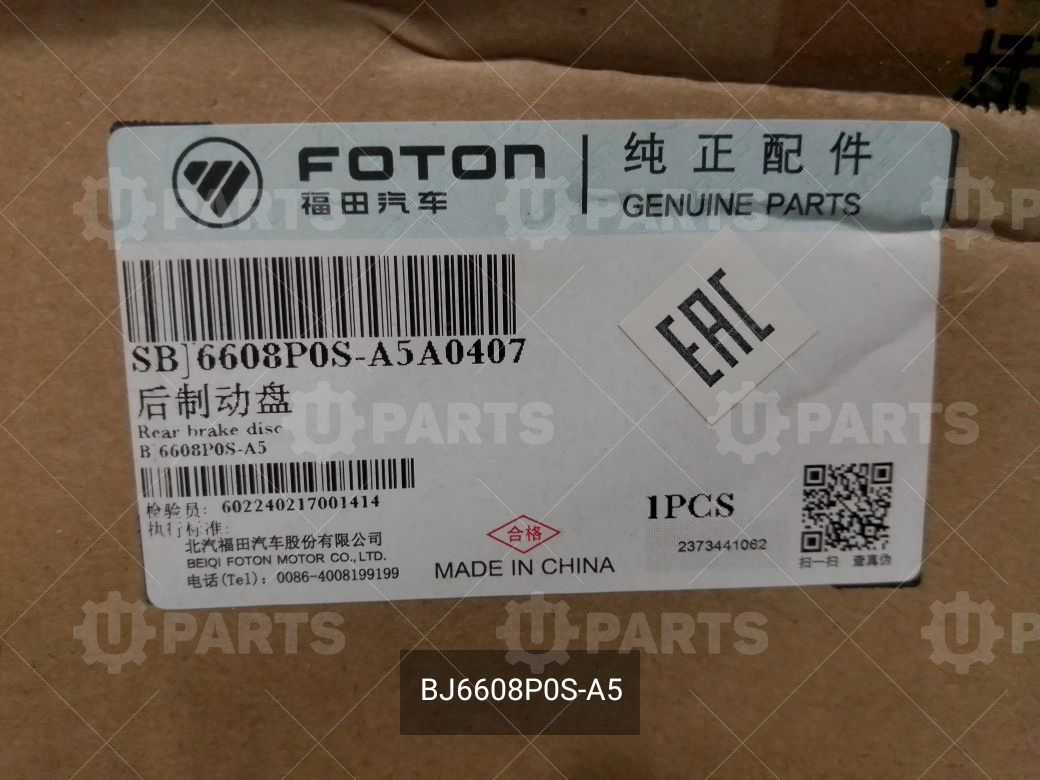 FOTON
福田汽车
纯正配件
GENUINE PARTS
EAC
SBJ6608P0S-A5A0407
后制动盘
Rear brake disc
BJ6608P0S-A5
检验员: 602240217001414
执行标准:
北汽福田汽车股份有限公司
BEIQI FOTON MOTOR CO., LTD.
电话(Tel): 0086-4008199199
合格
MADE IN CHINA
1PCS
2373441062
扫一扫 查真伪
UPARTS
BJ6608P0S-A5